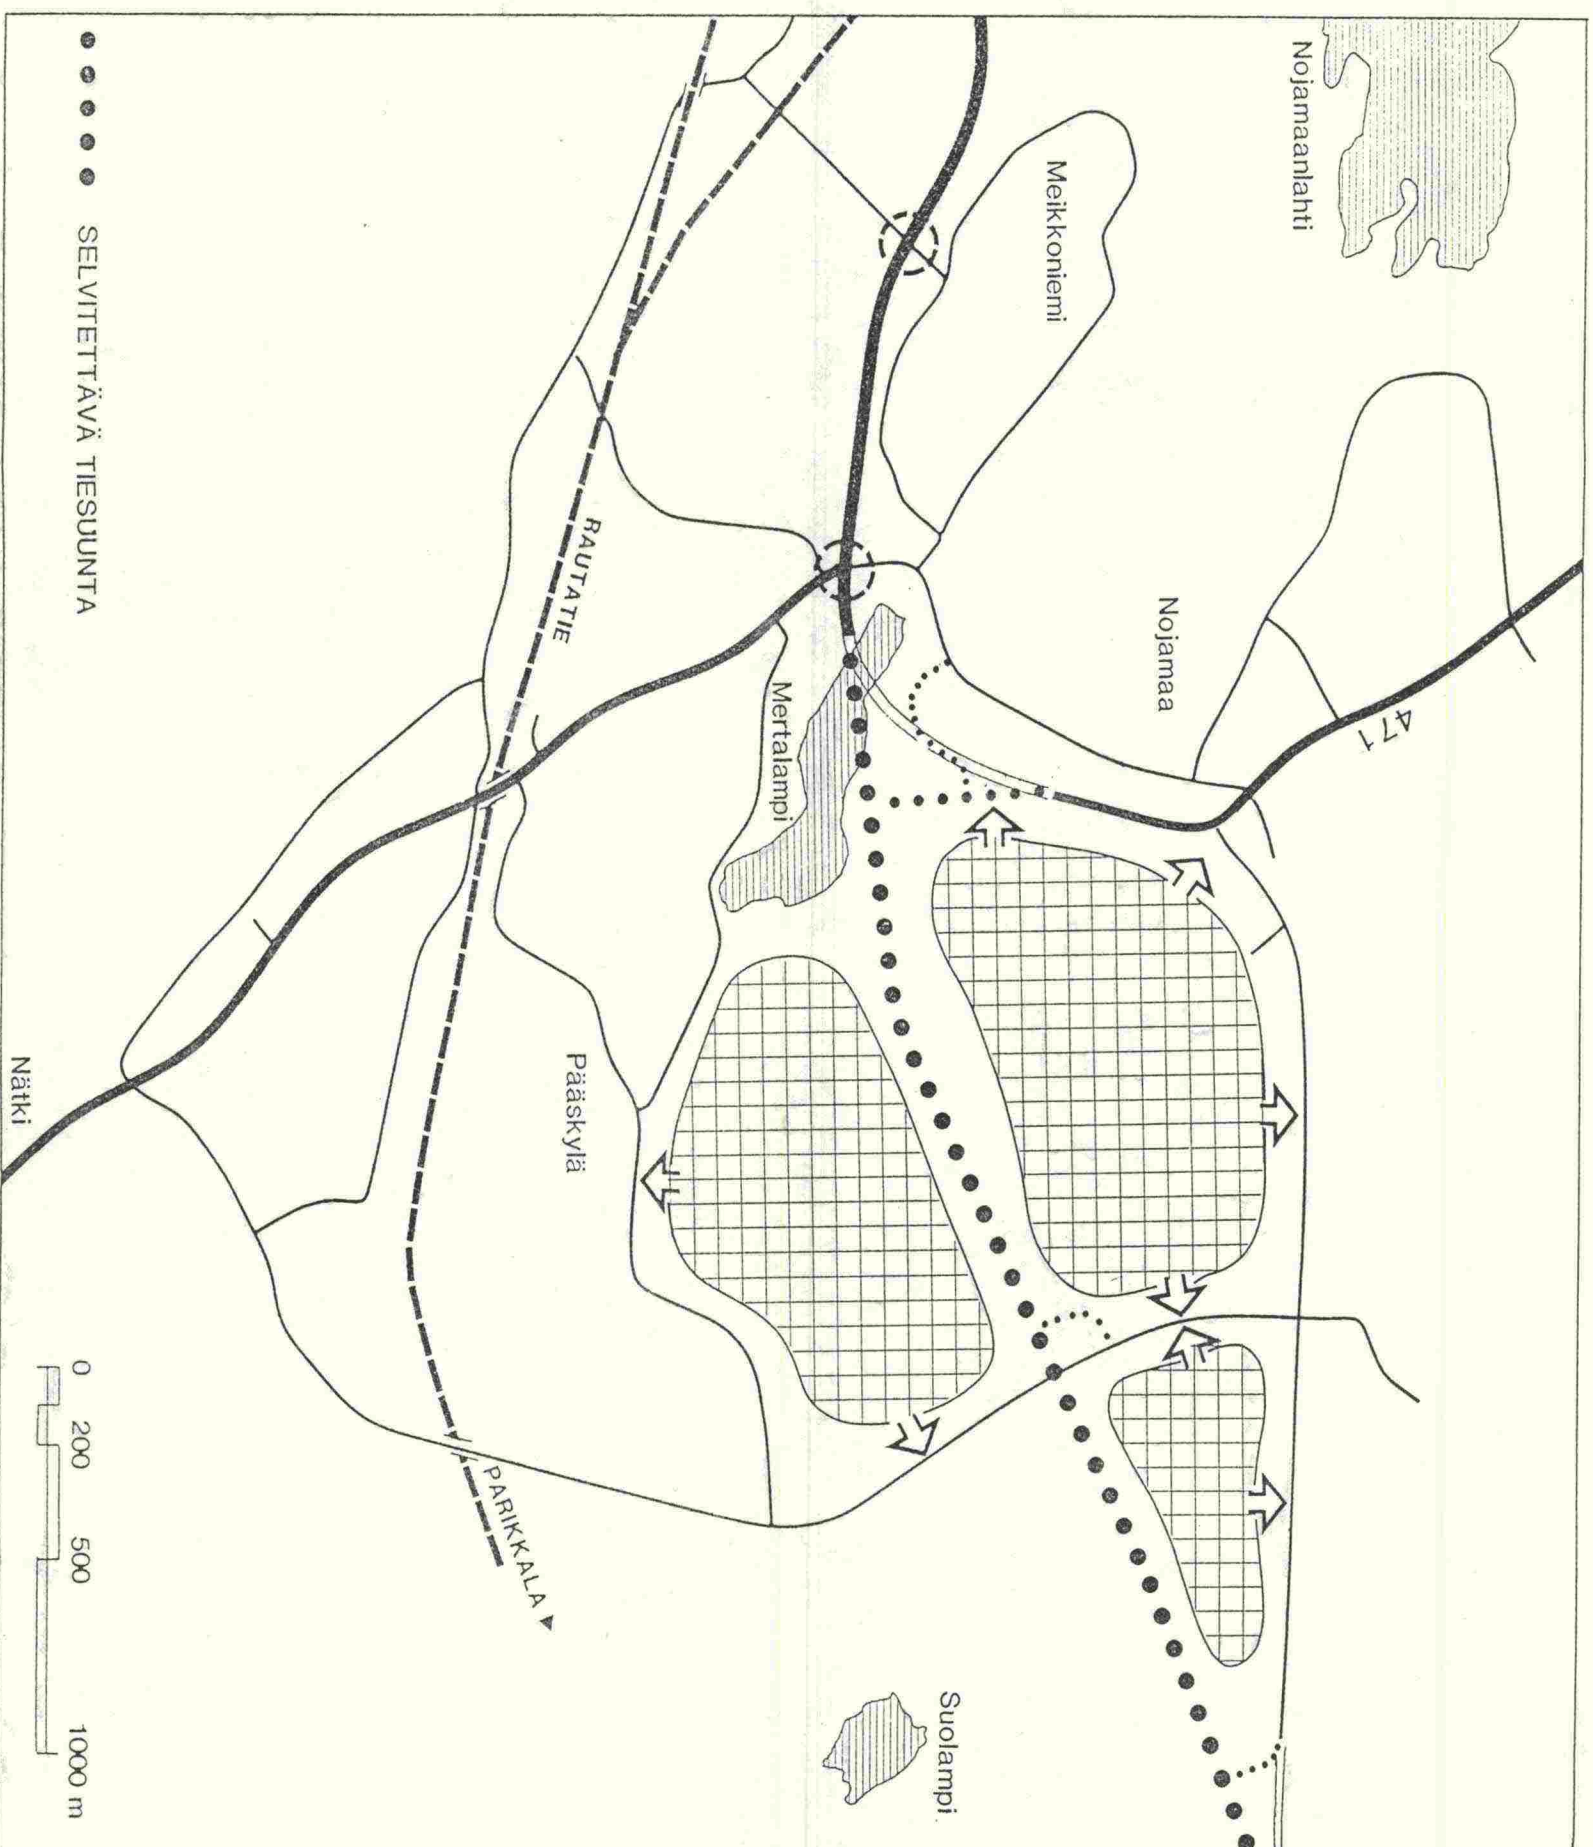 Nojamaanlahti
Meikkoniemi
Nojamaa
471
RAUTATIE
Mertalampi
Pääskylä
Nätki
PARIKKALA
Suolampi
SELVITETTÄVÄ TIESUUNTA
0 200 500 1000 m